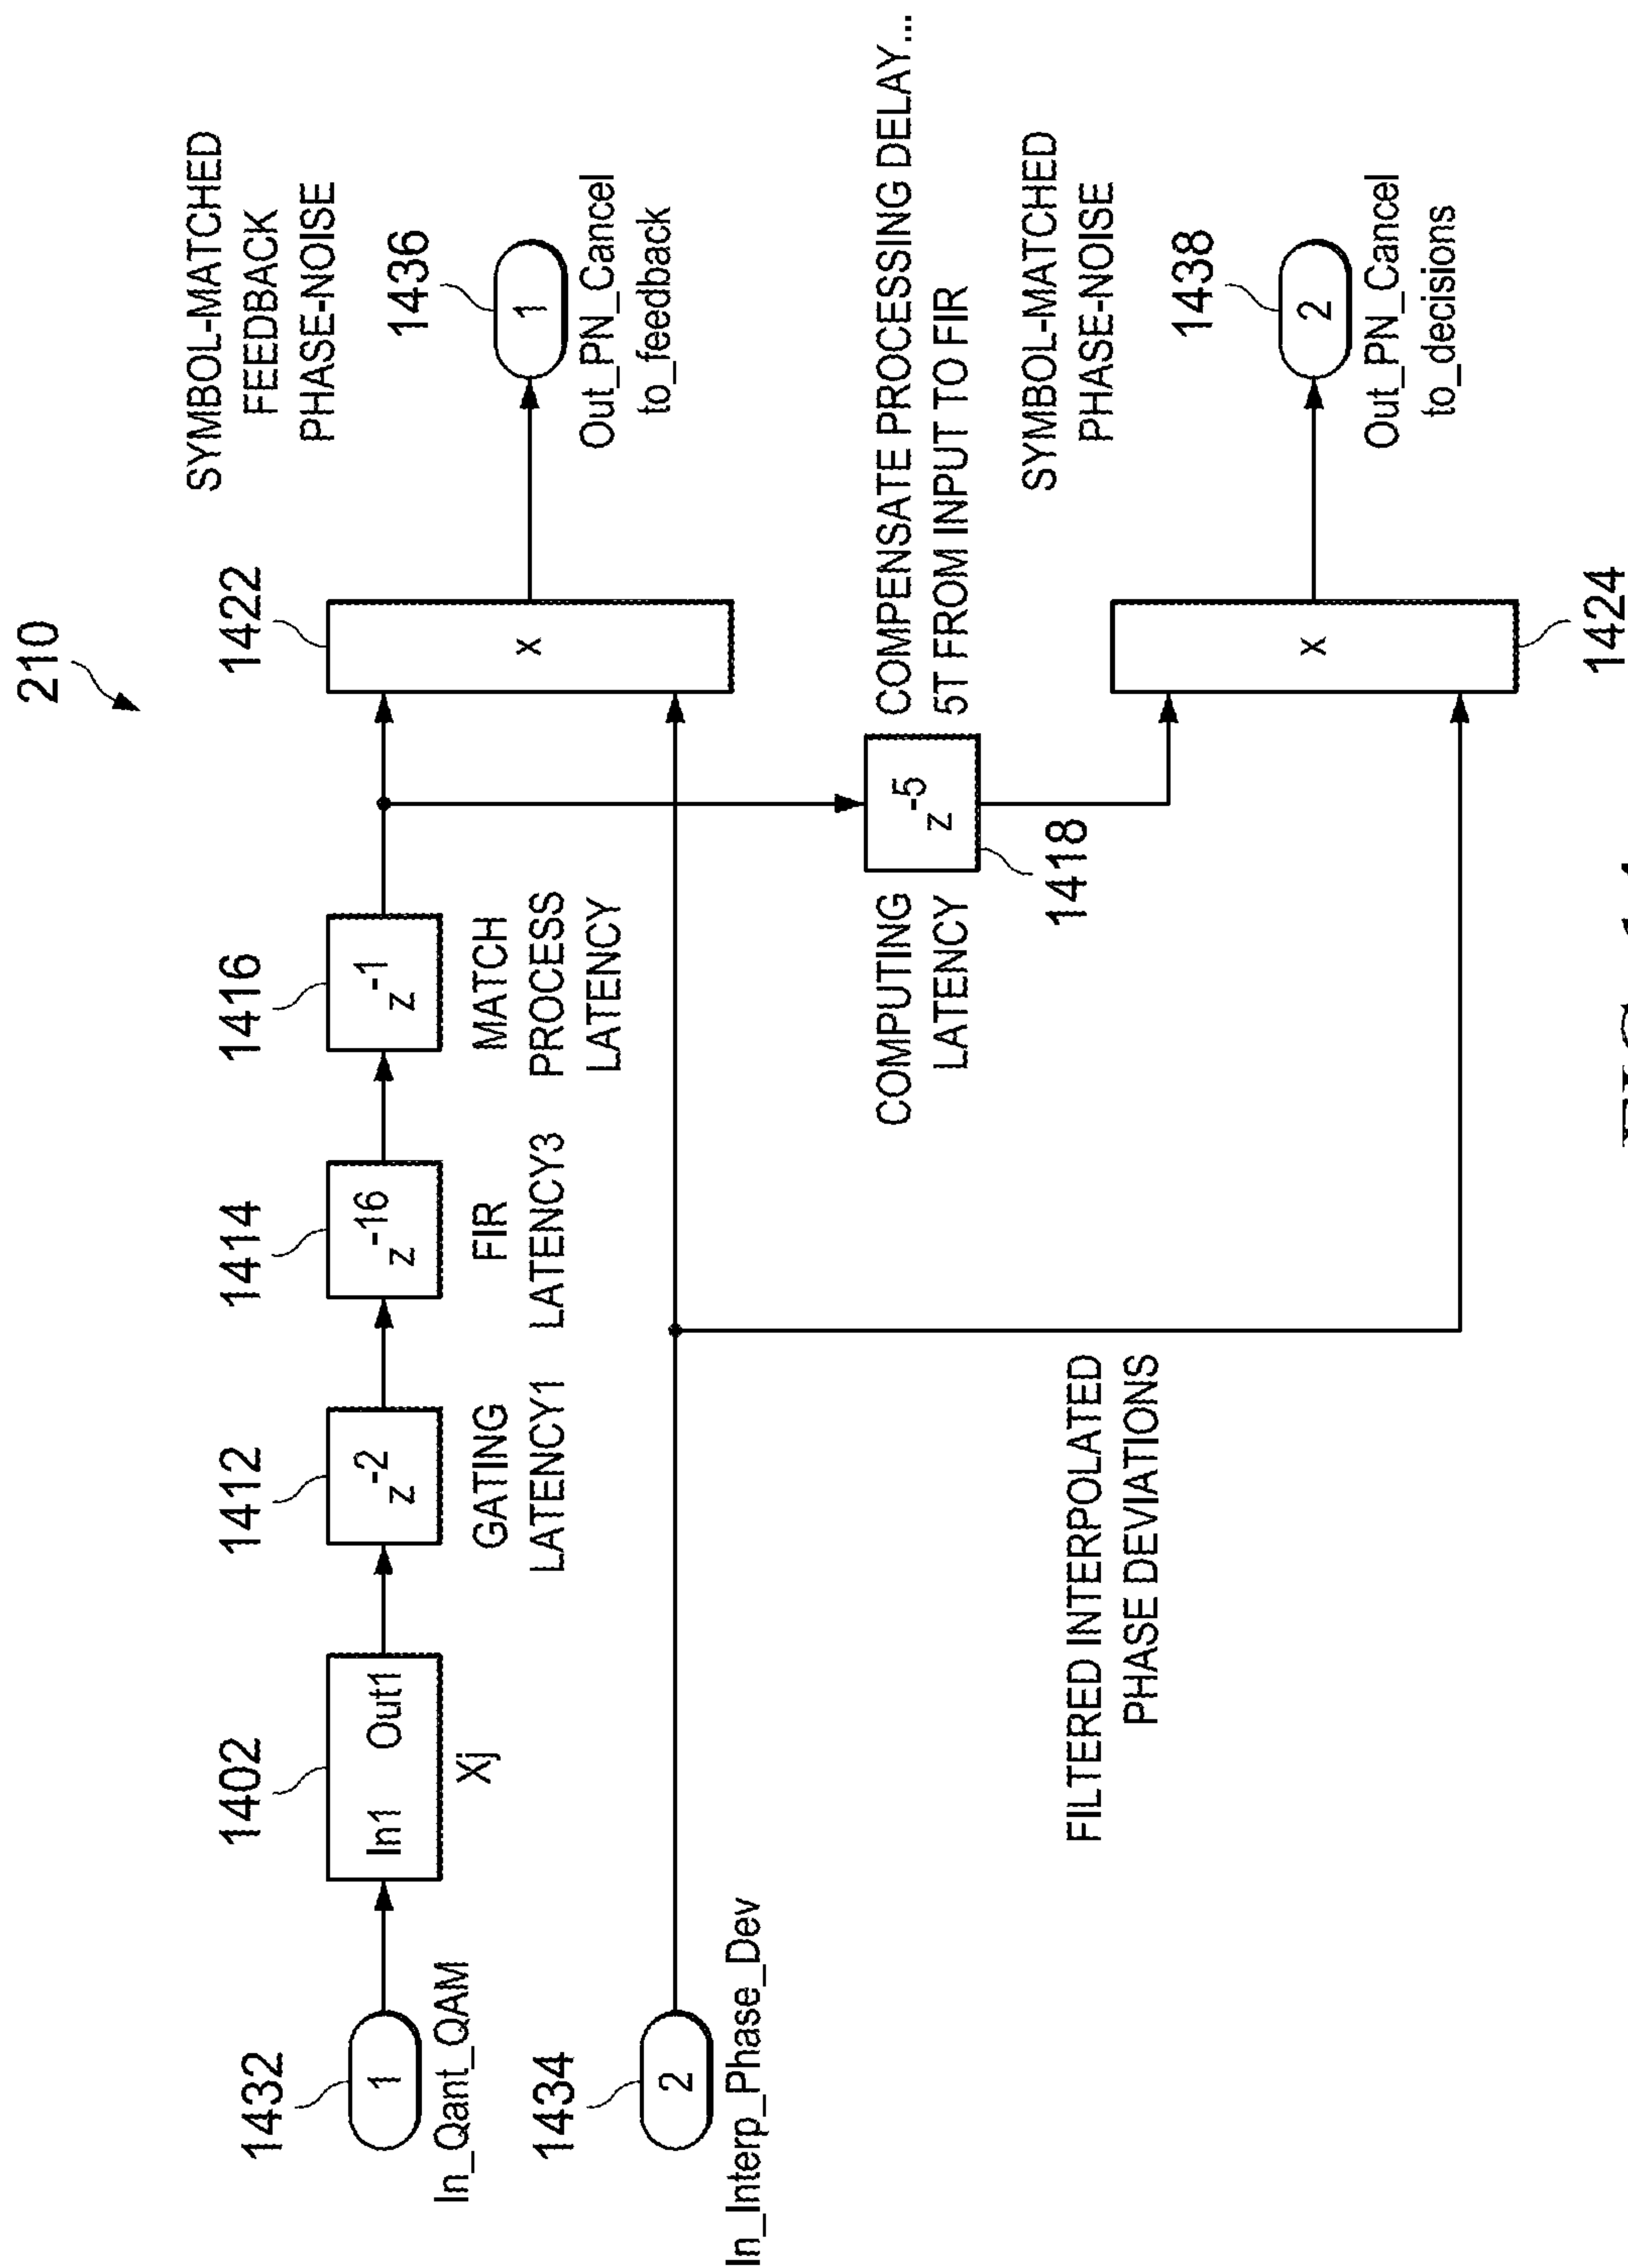 210
1432
1
In_Qant_QAM
1402
In1 Out1
Xj
1412
z-2
GATING
LATENCY1
1414
z-16
FIR
LATENCY3
1416
z-1
MATCH
PROCESS
LATENCY
1422
x
SYMBOL-MATCHED
FEEDBACK
PHASE-NOISE
1436
1
Out_PN_Cancel
to_feedback
1434
2
In_Interp_Phase_Dev
FILTERED INTERPOLATED
PHASE DEVIATIONS
COMPUTING
LATENCY
z-5
1418
COMPENSATE PROCESSING DELAY...
5T FROM INPUT TO FIR
x
1424
SYMBOL-MATCHED
PHASE-NOISE
1438
2
Out_PN_Cancel
to_decisions